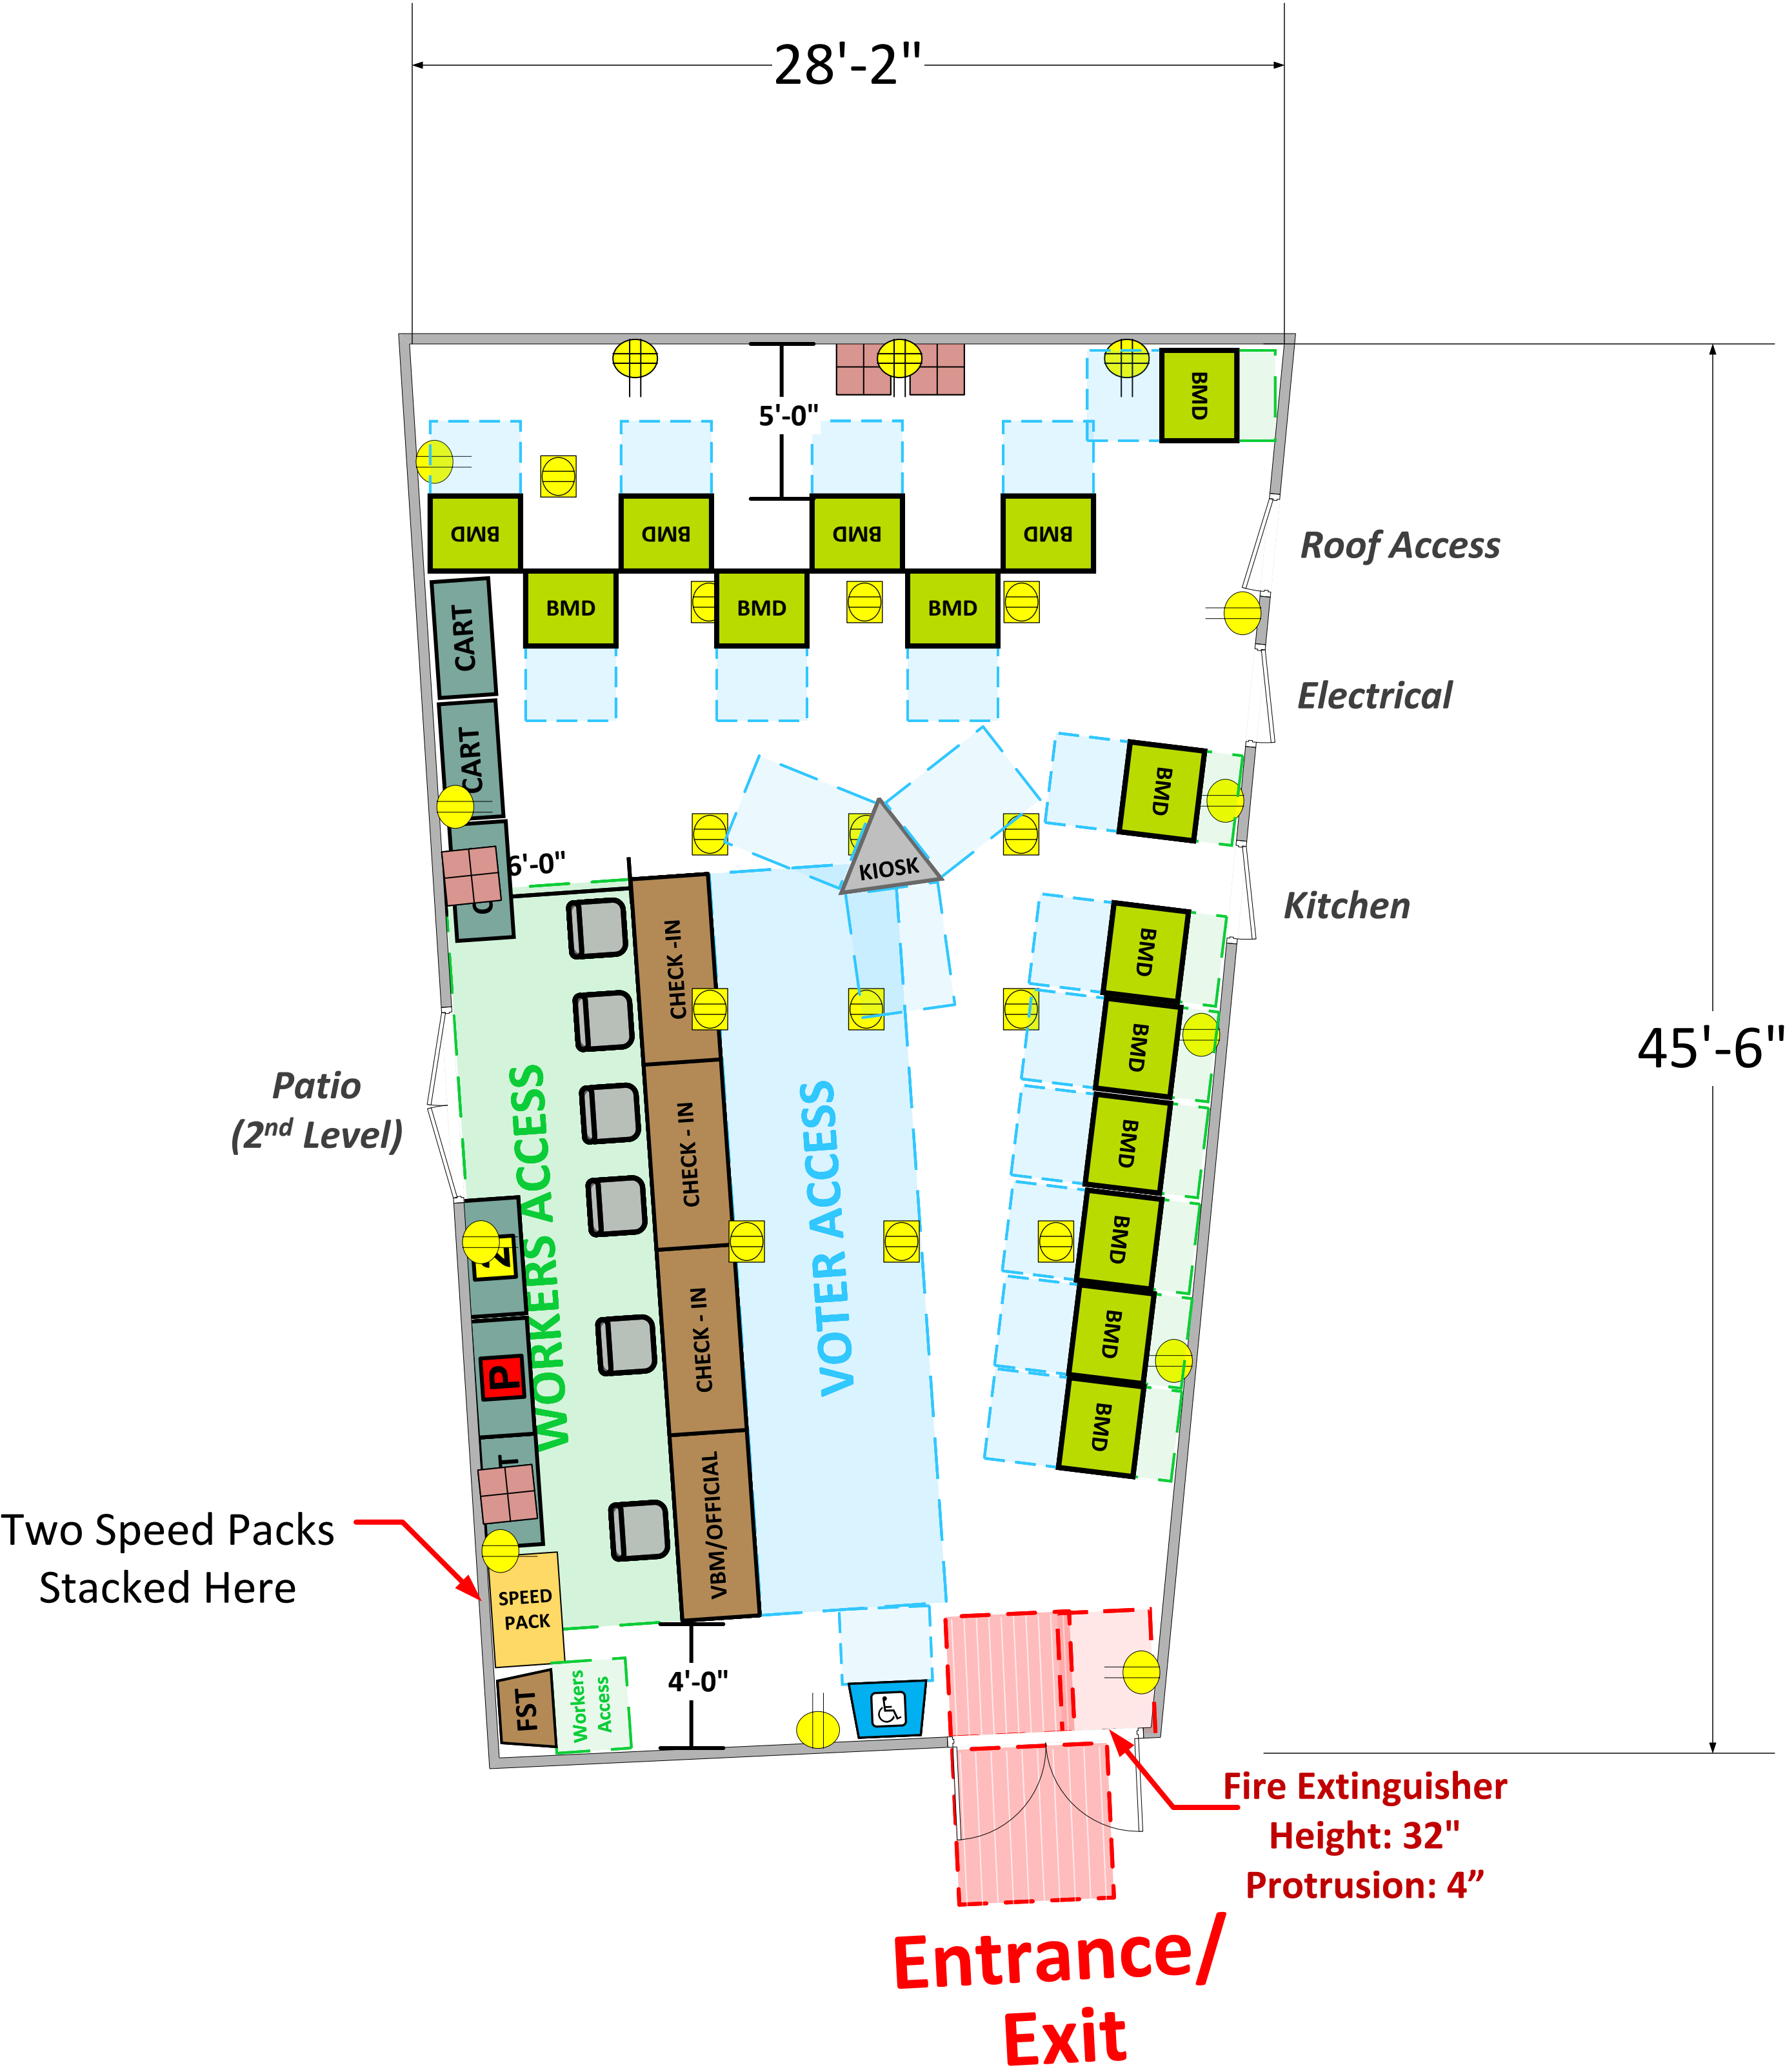 28'-2"
5'-0"
BMD
BMD
BMD
BMD
BMD
BMD
BMD
BMD
Roof Access
CART
Electrical
CART
BMD
KIOSK
6'-0"
C
Kitchen
CHECK -IN
BMD
BMD
45'-6"
Patio
(2nd Level)
WORKERS ACCESS
VOTER ACCESS
CHECK - IN
BMD
BMD
2
CHECK - IN
BMD
P
BMD
T
VBM/OFFICIAL
Two Speed Packs
Stacked Here
SPEED
PACK
4'-0"
FST
Workers
Access
Fire Extinguisher
Height: 32"
Protrusion: 4”
Entrance/
Exit